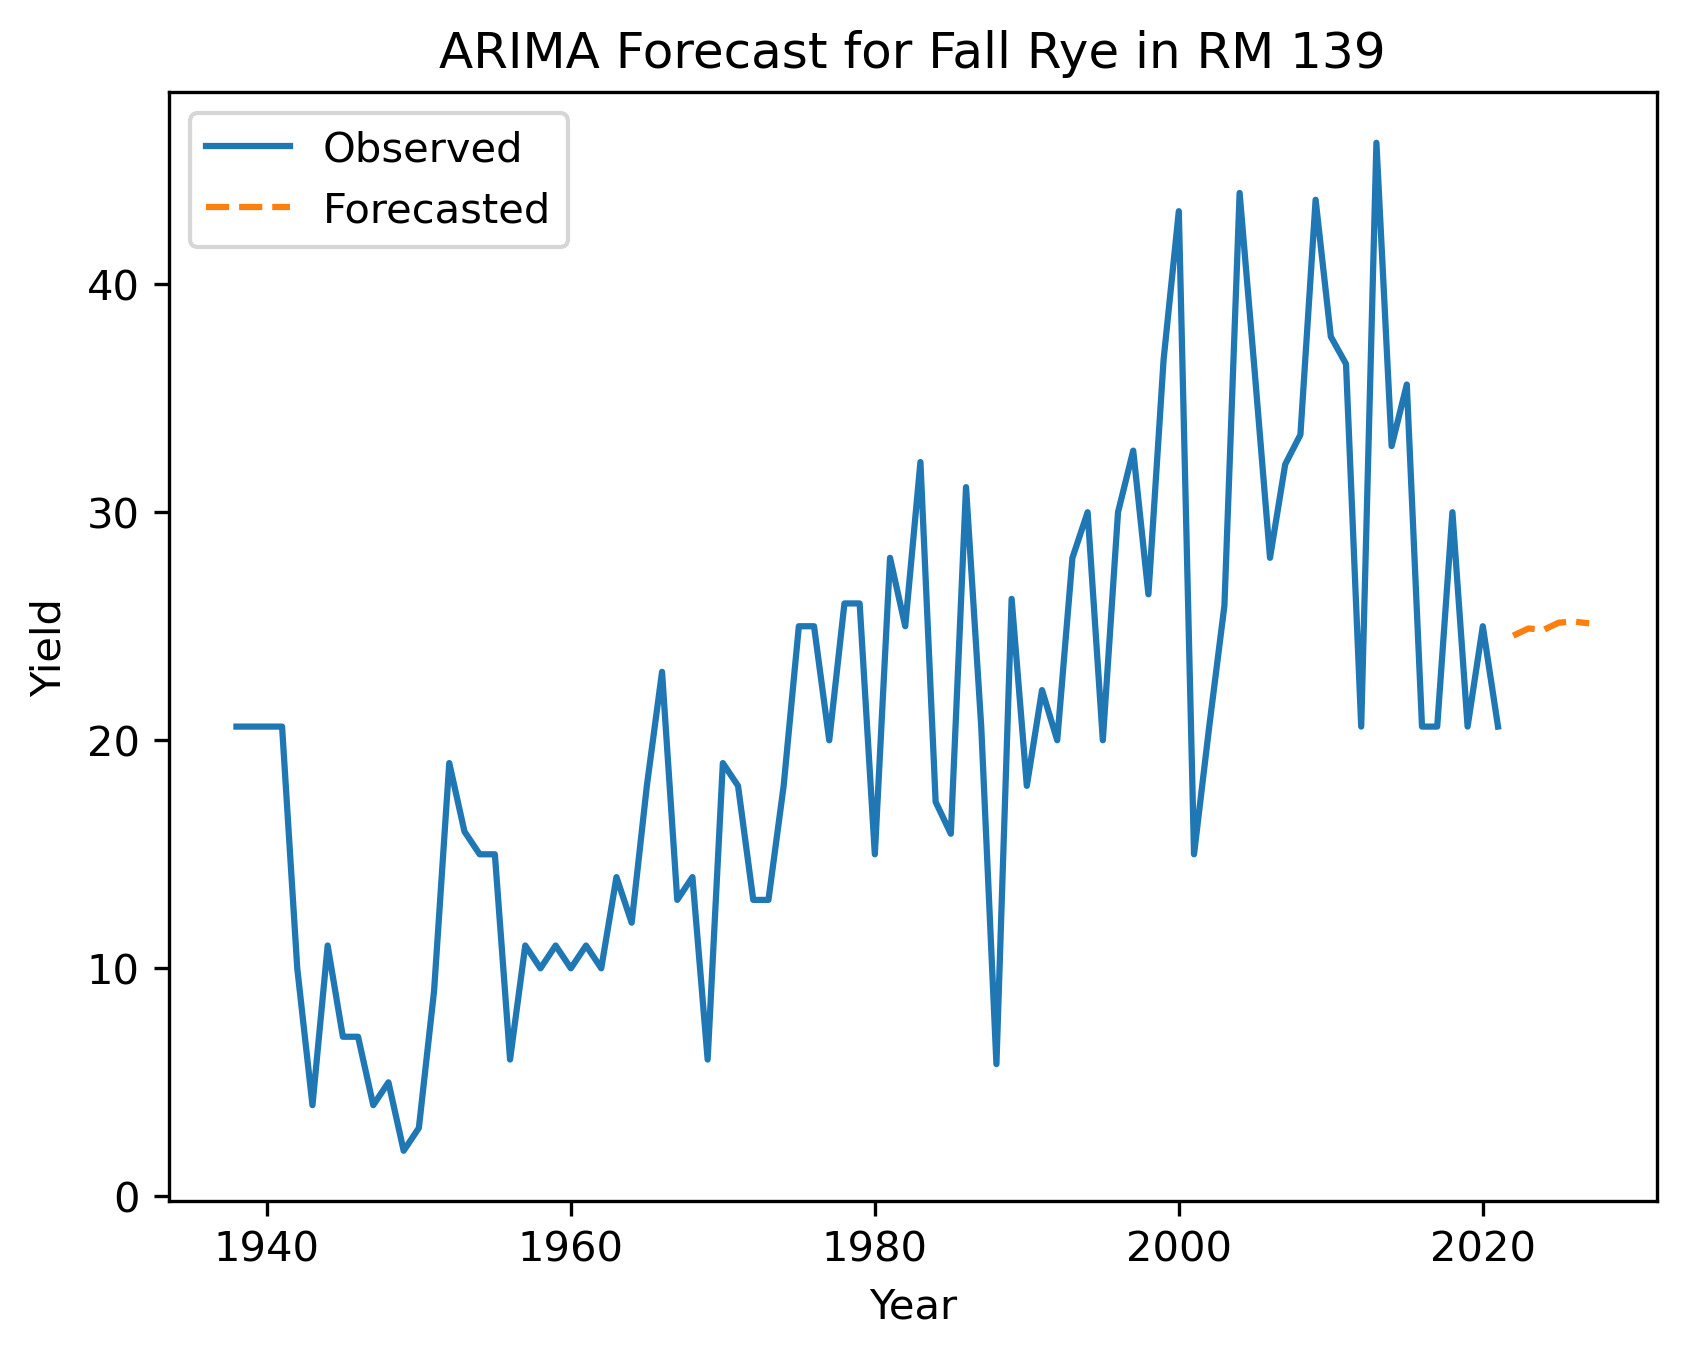 ARIMA Forecast for Fall Rye in RM 139
Observed
Forecasted
40
30
20
10
0
Yield
1940 1960 1980 2000 2020
Year